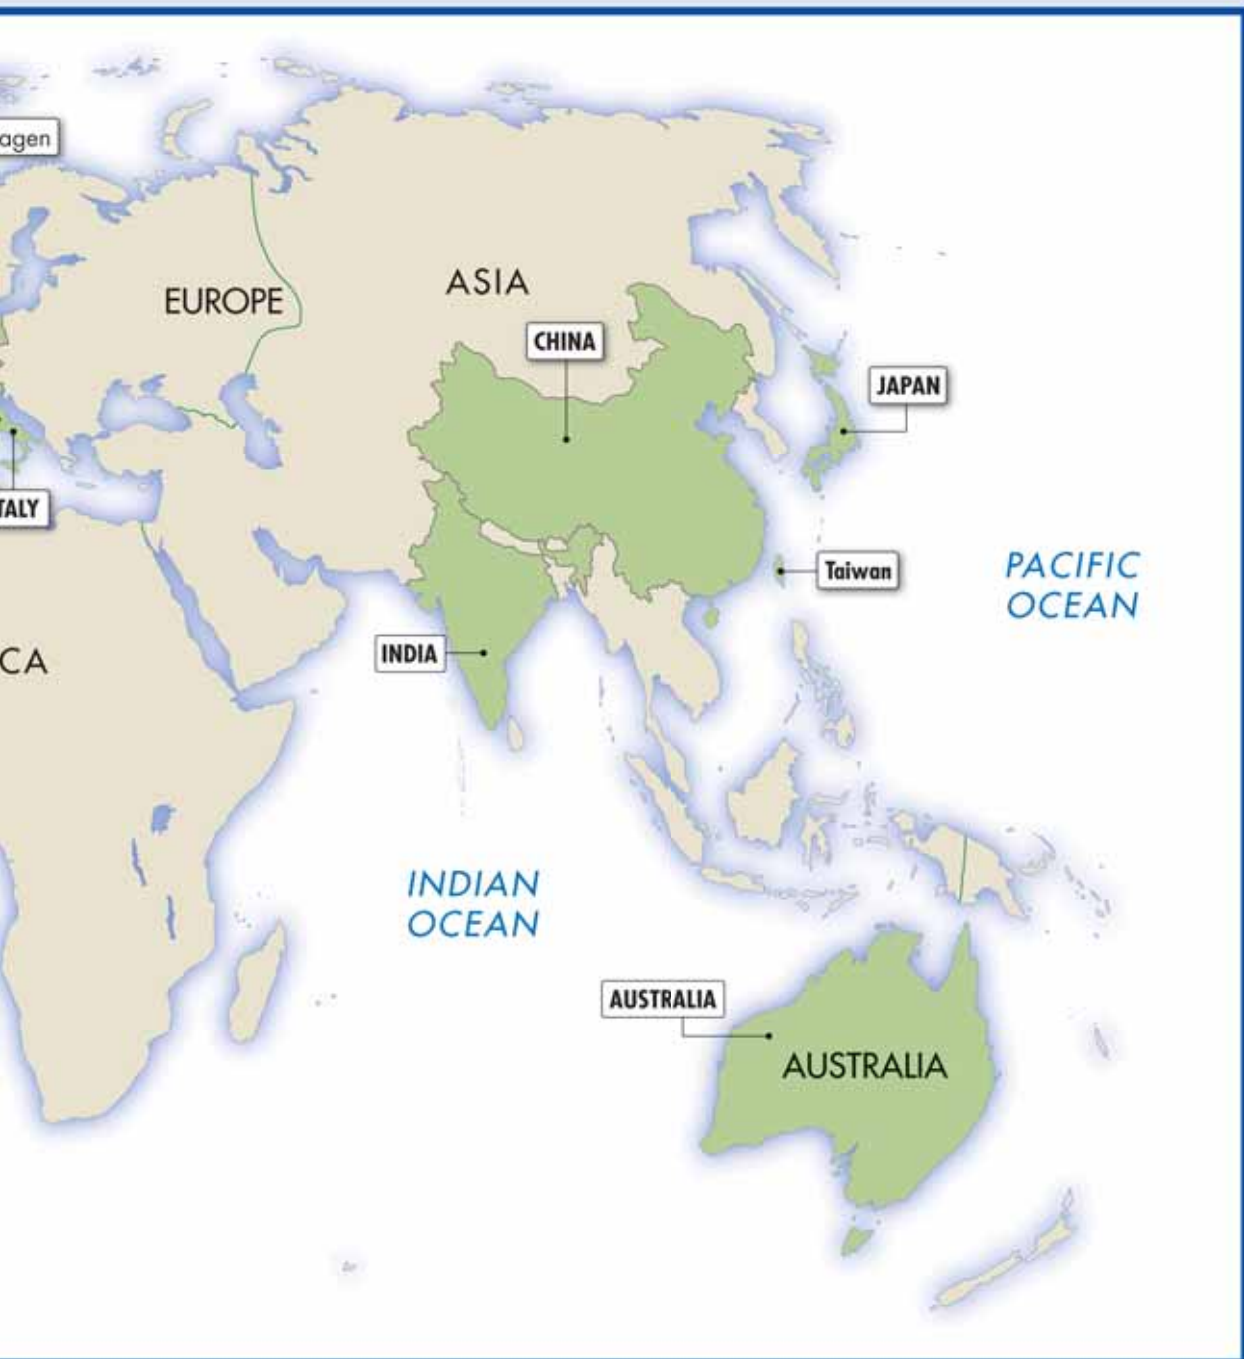 agen
EUROPE
ASIA
CHINA
JAPAN
TALY
PACIFIC
OCEAN
Taiwan
INDIA
CA
INDIAN
OCEAN
AUSTRALIA
AUSTRALIA